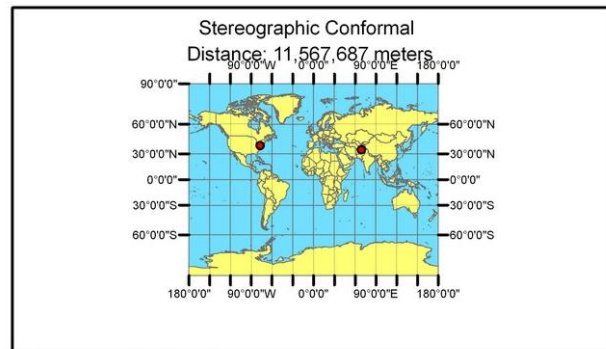 Stereographic Conformal
Distance: 11,567,687 meters
90°0'0"W 0°0'0" 90°0'0"E 180°0'0"
90°0'0"
60°0'0"N 60°0'0"N
30°0'0"N 30°0'0"N
0°0'0" 0°0'0"
30°0'0"S 30°0'0"S
60°0'0"S 60°0'0"S
180°0'0" 90°0'0"W 0°0'0" 90°0'0"E 180°0'0"